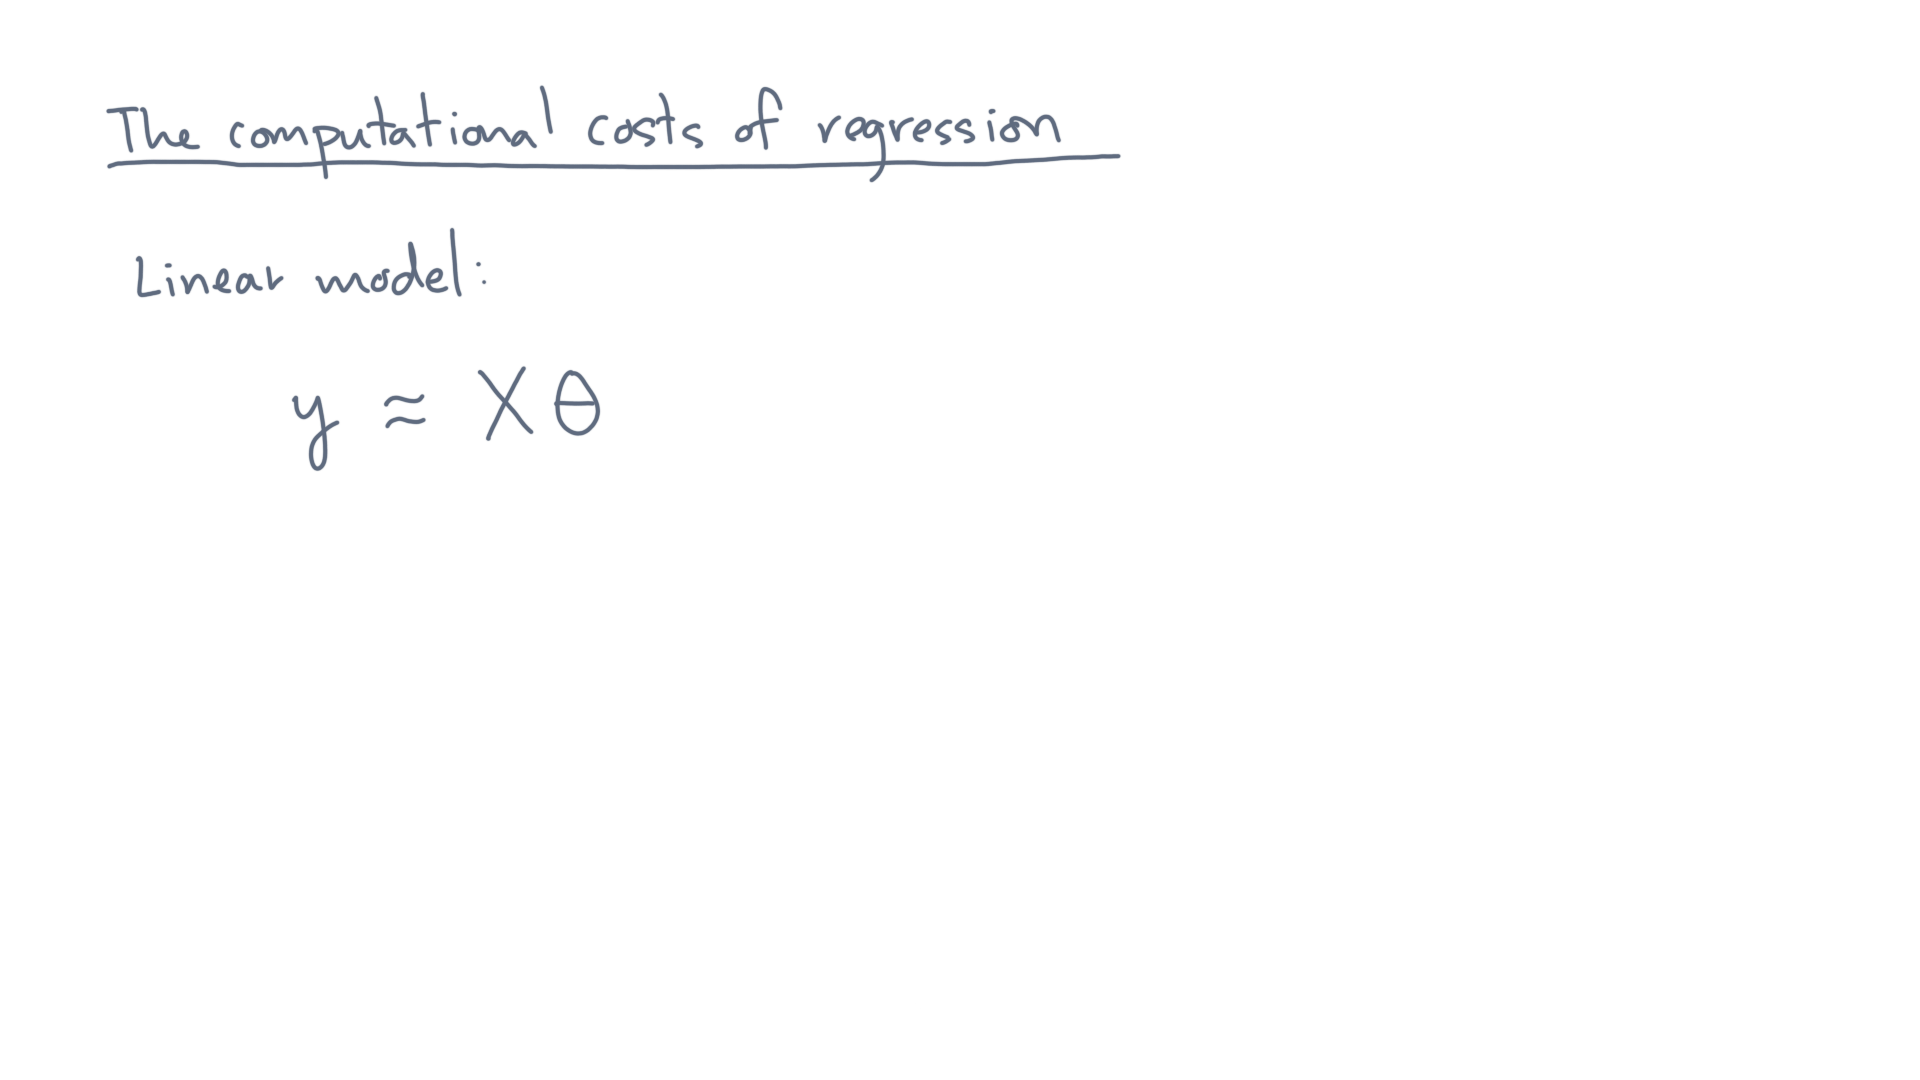 The computational costs of regression
Linear model:
y ≈ Xθ